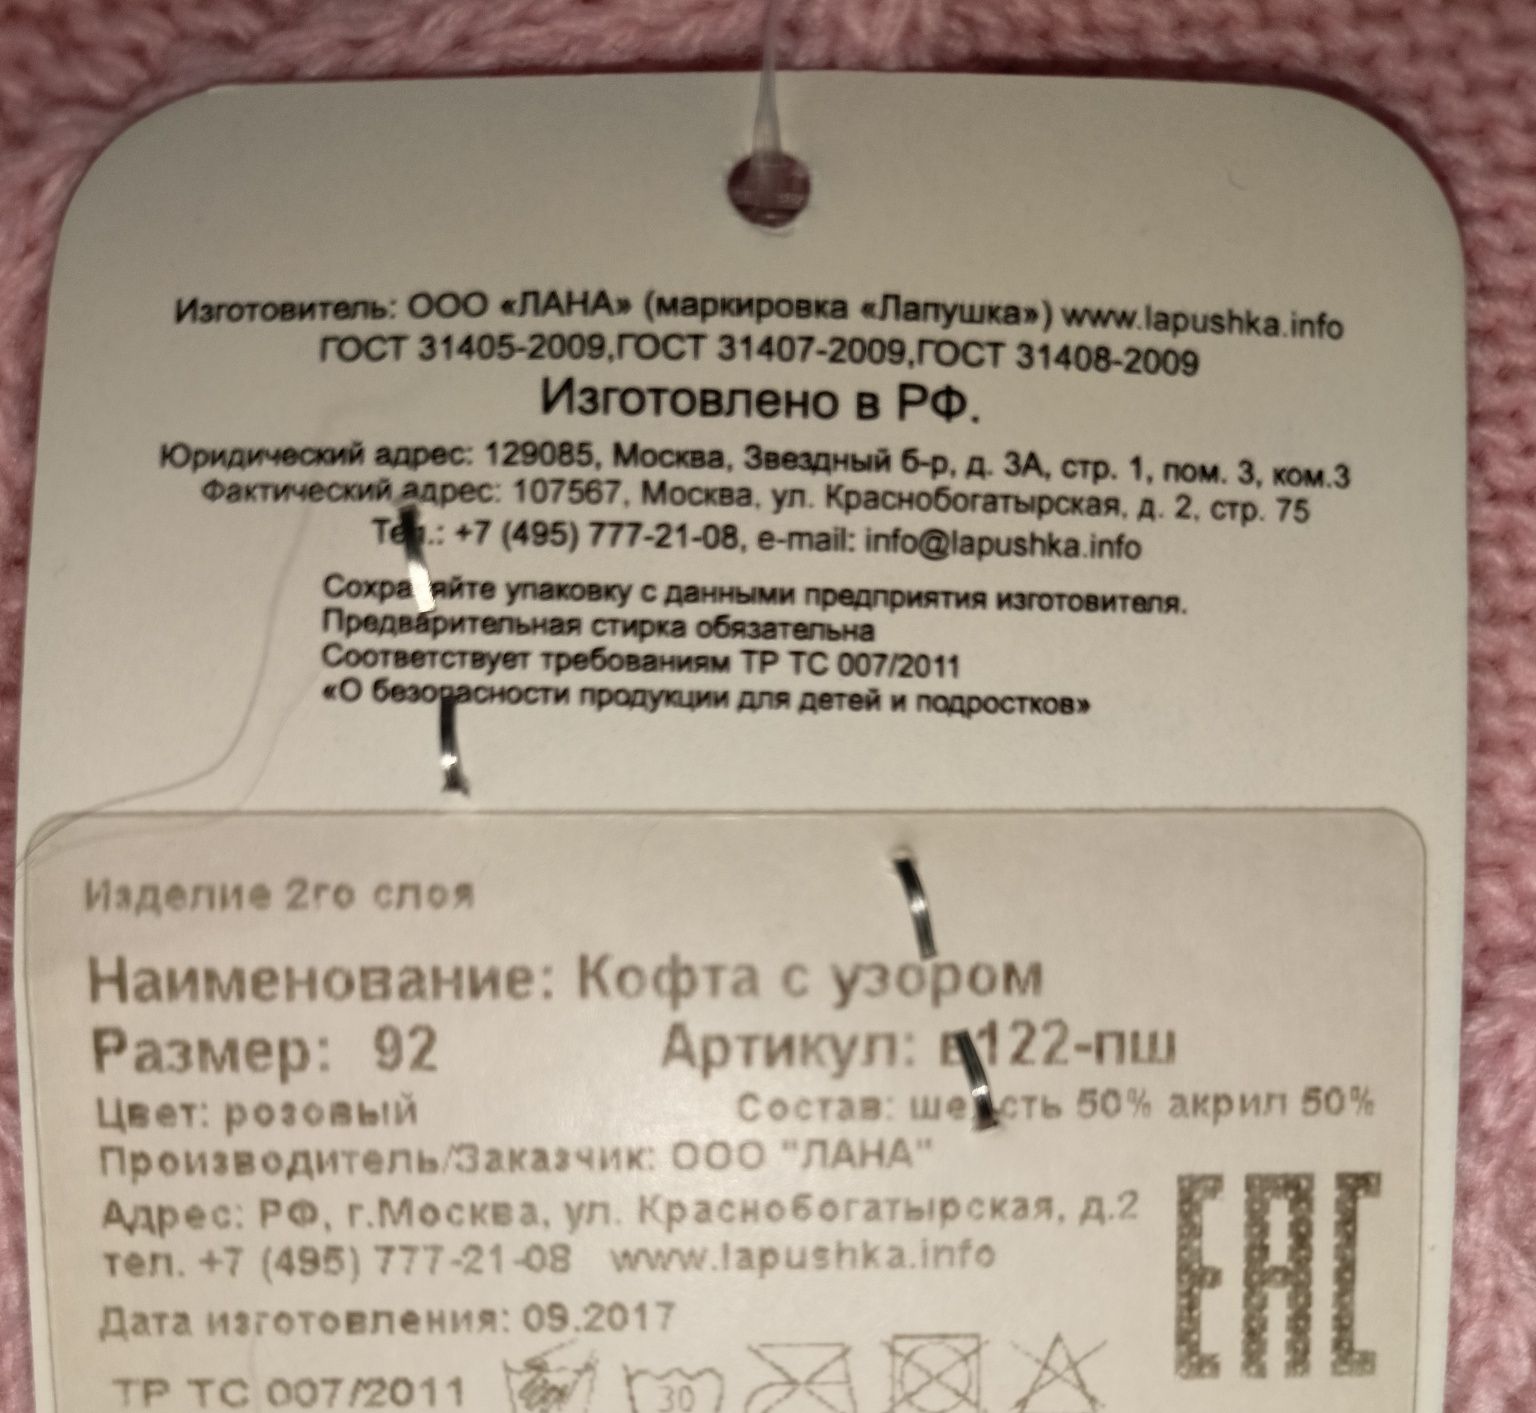 Изготовитель: ООО «ЛАНА» (маркировка «Лапушка») www.lapushka.info
ГОСТ 31405-2009,ГОСТ 31407-2009,ГОСТ 31408-2009
Изготовлено в РФ.
Юридический адрес: 129085, Москва, Звездный б-р, д. 3А, стр. 1, пом. 3, ком.3
Фактический адрес: 107567, Москва, ул. Краснобогатырская, д. 2, стр. 75
Тел.: +7 (495) 777-21-08, e-mail: info@lapushka.info
Сохраняйте упаковку с данными предприятия изготовителя.
Предварительная стирка обязательна
Соответствует требованиям ТР ТС 007/2011
«О безопасности продукции для детей и подростков»
Изделие 2го слоя
Наименование: Кофта с узором
Размер: 92 Артикул: в122-пш
Цвет: розовый Состав: шерсть 50% акрил 50%
Производитель/Заказчик: ООО "ЛАНА"
Адрес: РФ, г.Москва, ул. Краснобогатырская, д.2
тел. +7 (495) 777-21-08 www.lapushka.info
Дата изготовления: 09.2017
ТР ТС 007/2011 30
EAC